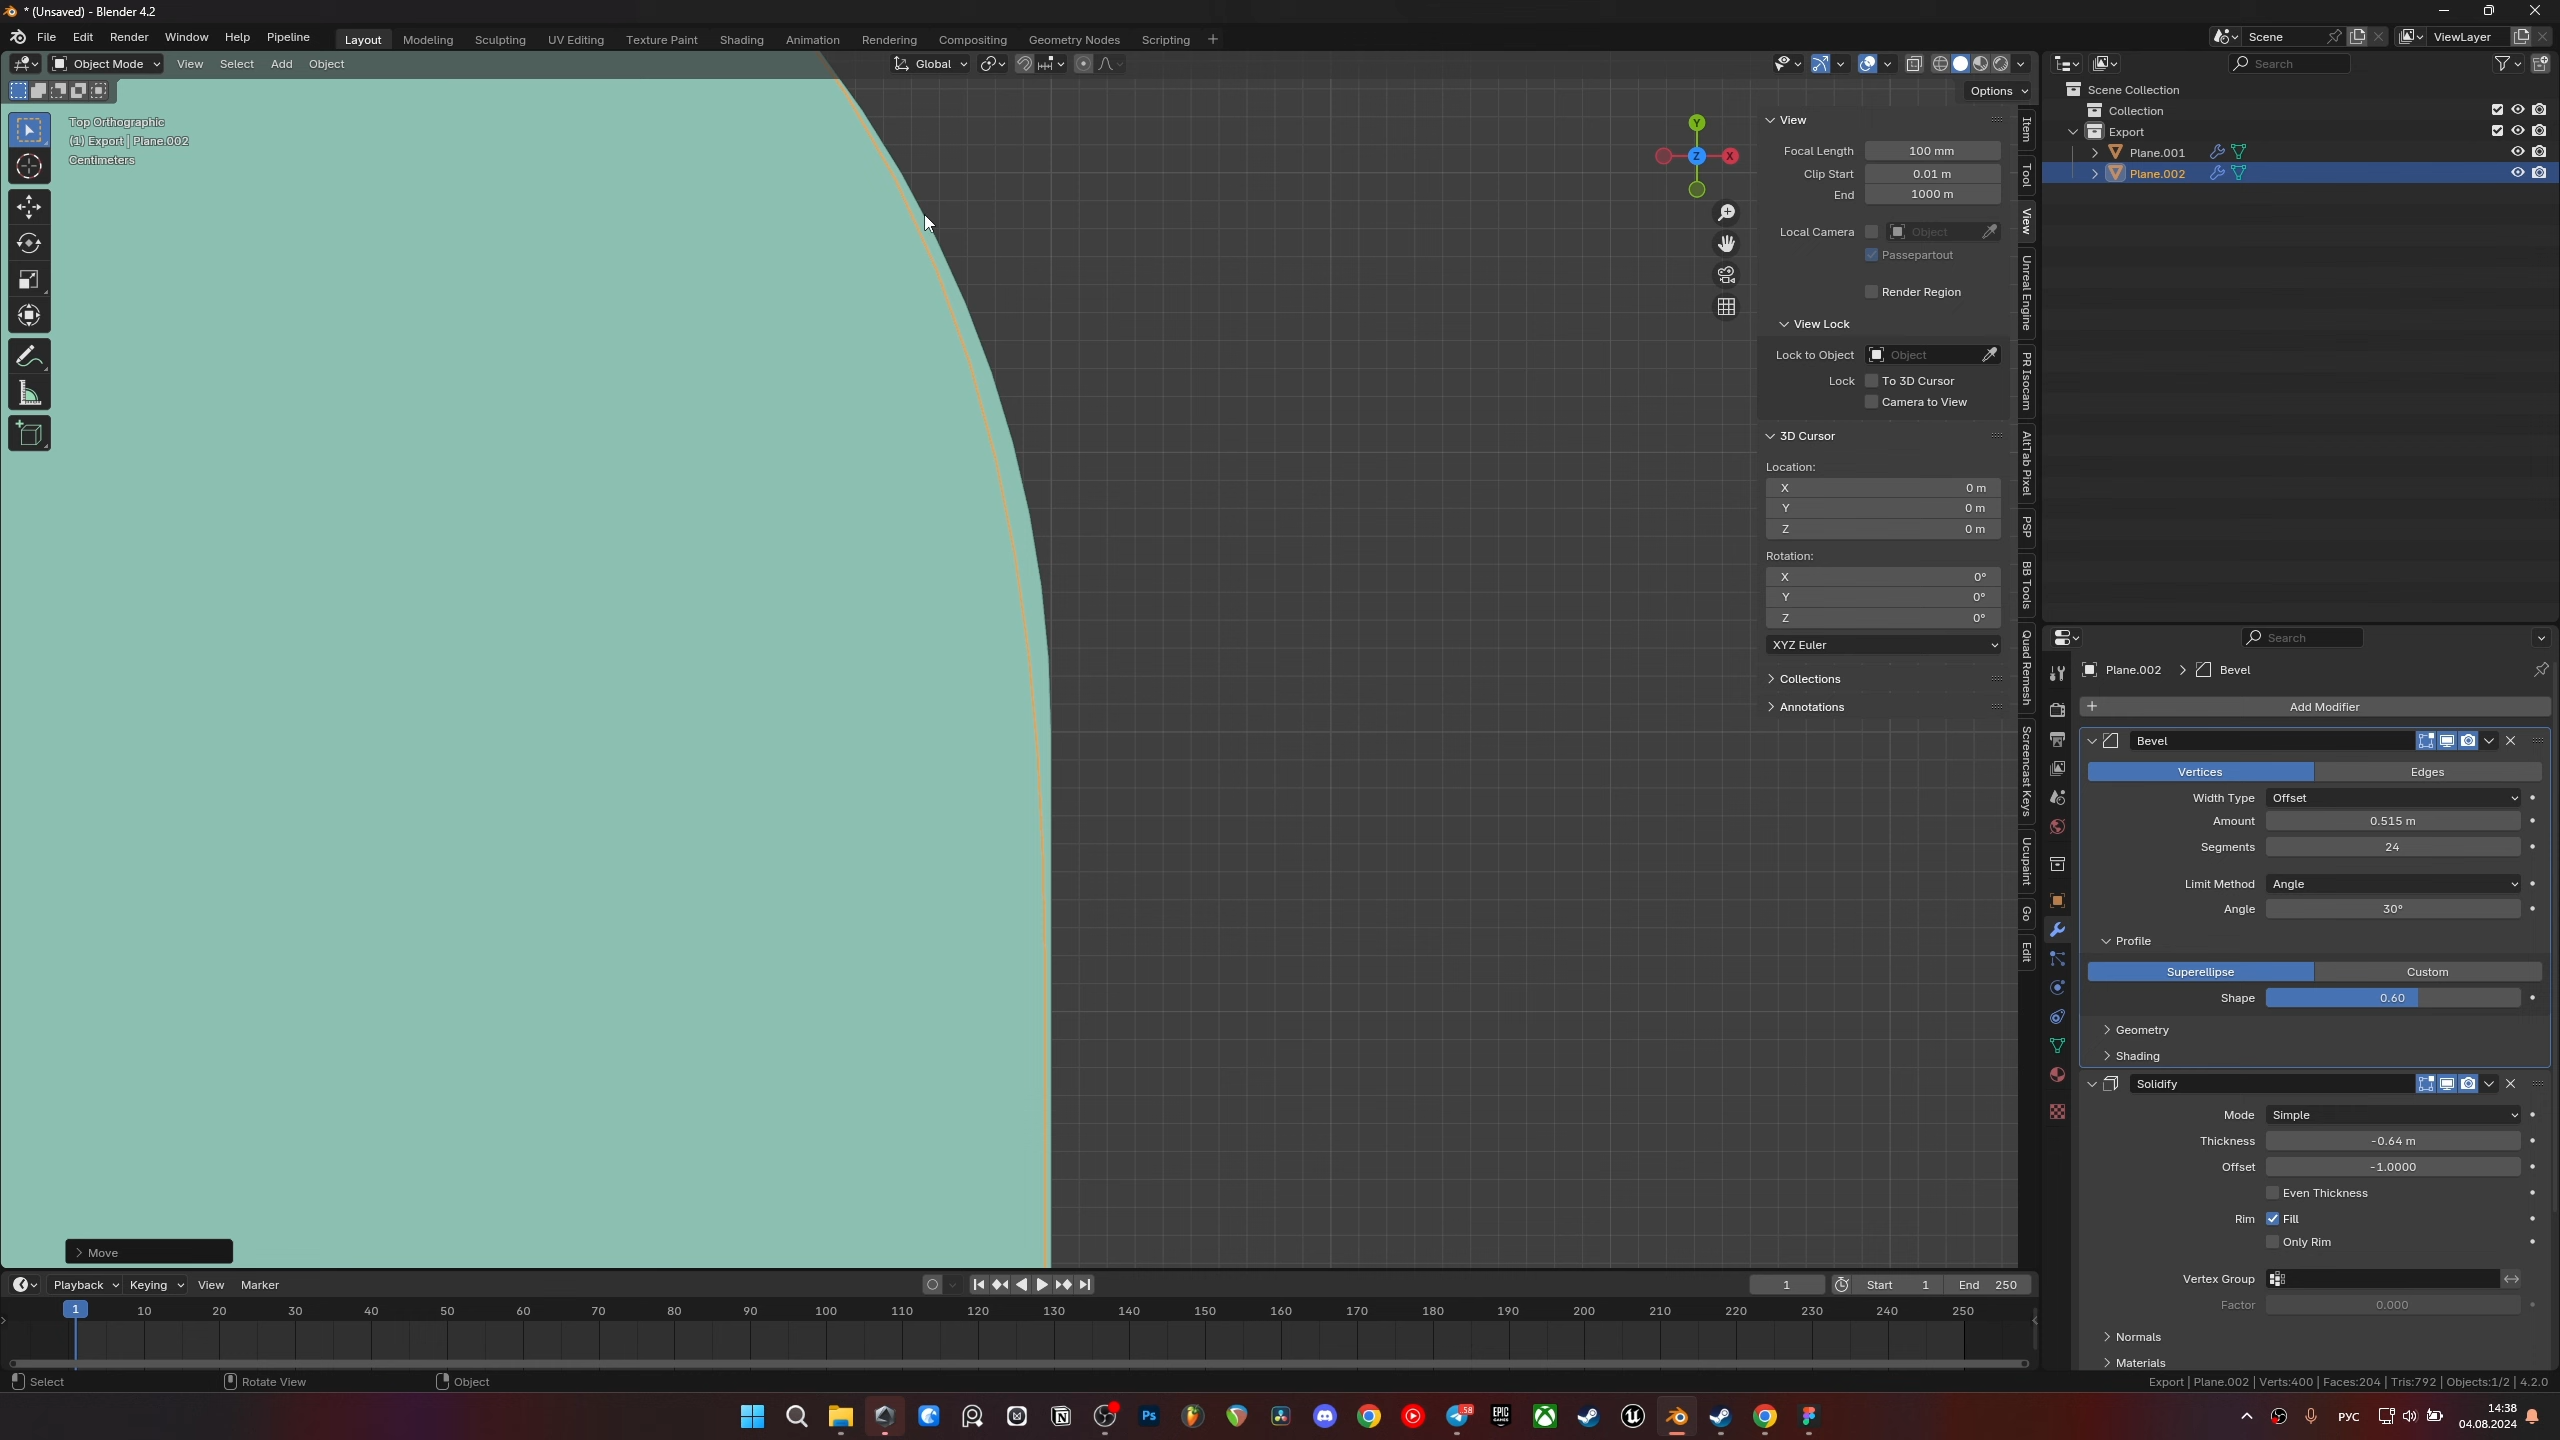 * (Unsaved) - Blender 4.2
File Edit Render Window Help Pipeline Layout Modeling Sculpting UV Editing Texture Paint Shading Animation Rendering Compositing Geometry Nodes Scripting + Scene ViewLayer
Object Mode View Select Add Object Global Search
Options
Top Orthographic
(1) Export | Plane.002
Centimeters
Y
Z X
View
Focal Length 100 mm
Clip Start 0.01 m
End 1000 m
Local Camera Object
Passepartout
Render Region
View Lock
Lock to Object Object
Lock To 3D Cursor
Camera to View
3D Cursor
Location:
X 0 m
Y 0 m
Z 0 m
Rotation:
X 0°
Y 0°
Z 0°
XYZ Euler
Collections
Annotations
Item
Tool
View
Unreal Engine
PR Isocam
AltTab Pixel
PSP
BB Tools
Quad Remesh
Screencast Keys
Ucupaint
Go
Edit
Scene Collection
Collection
Export
Plane.001
Plane.002
Search
Plane.002 Bevel
Add Modifier
Bevel
Vertices Edges
Width Type Offset
Amount 0.515 m
Segments 24
Limit Method Angle
Angle 30°
Profile
Superellipse Custom
Shape 0.60
Geometry
Shading
Solidify
Mode Simple
Thickness -0.64 m
Offset -1.0000
Even Thickness
Rim Fill
Only Rim
Vertex Group
Factor 0.000
Normals
Materials
Move
Playback Keying View Marker 1 Start 1 End 250
1 10 20 30 40 50 60 70 80 90 100 110 120 130 140 150 160 170 180 190 200 210 220 230 240 250
Select Rotate View Object Export | Plane.002 | Verts:400 | Faces:204 | Tris:792 | Objects:1/2 | 4.2.0
Ps EPIC GAMES 58 РУС 14:38
04.08.2024